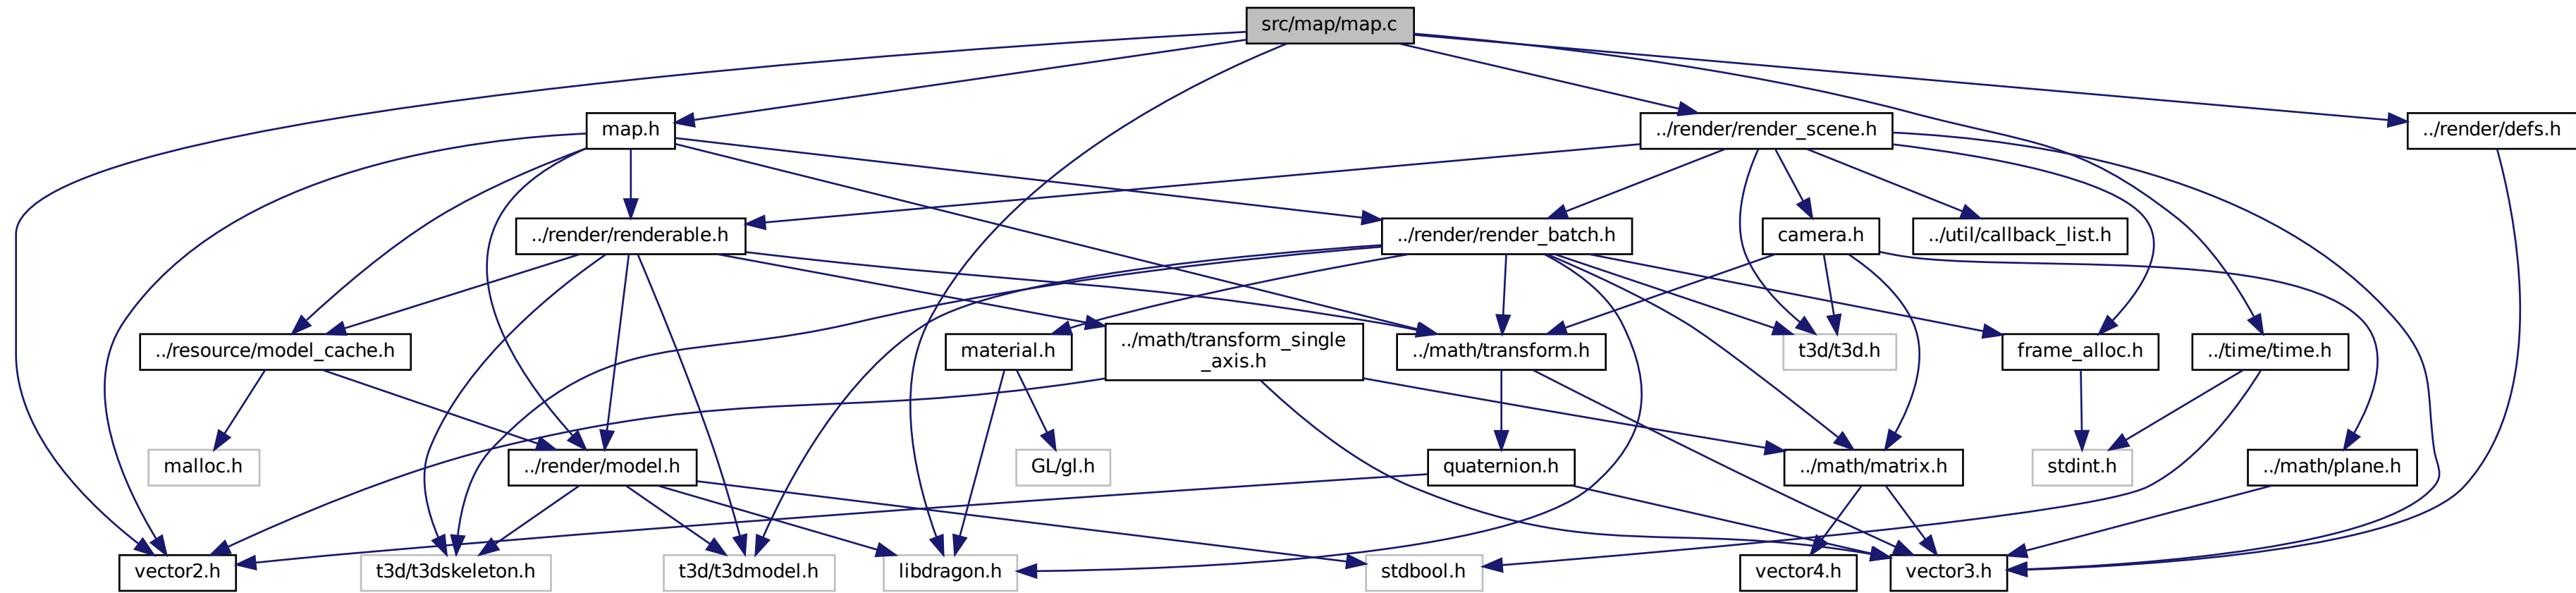 src/map/map.c
map.h
../render/render_scene.h
../render/defs.h
../render/renderable.h
../render/render_batch.h
camera.h
../util/callback_list.h
../resource/model_cache.h
material.h
../math/transform_single
_axis.h
../math/transform.h
t3d/t3d.h
frame_alloc.h
../time/time.h
malloc.h
../render/model.h
GL/gl.h
quaternion.h
../math/matrix.h
stdint.h
../math/plane.h
vector2.h
t3d/t3dskeleton.h
t3d/t3dmodel.h
libdragon.h
stdbool.h
vector4.h
vector3.h